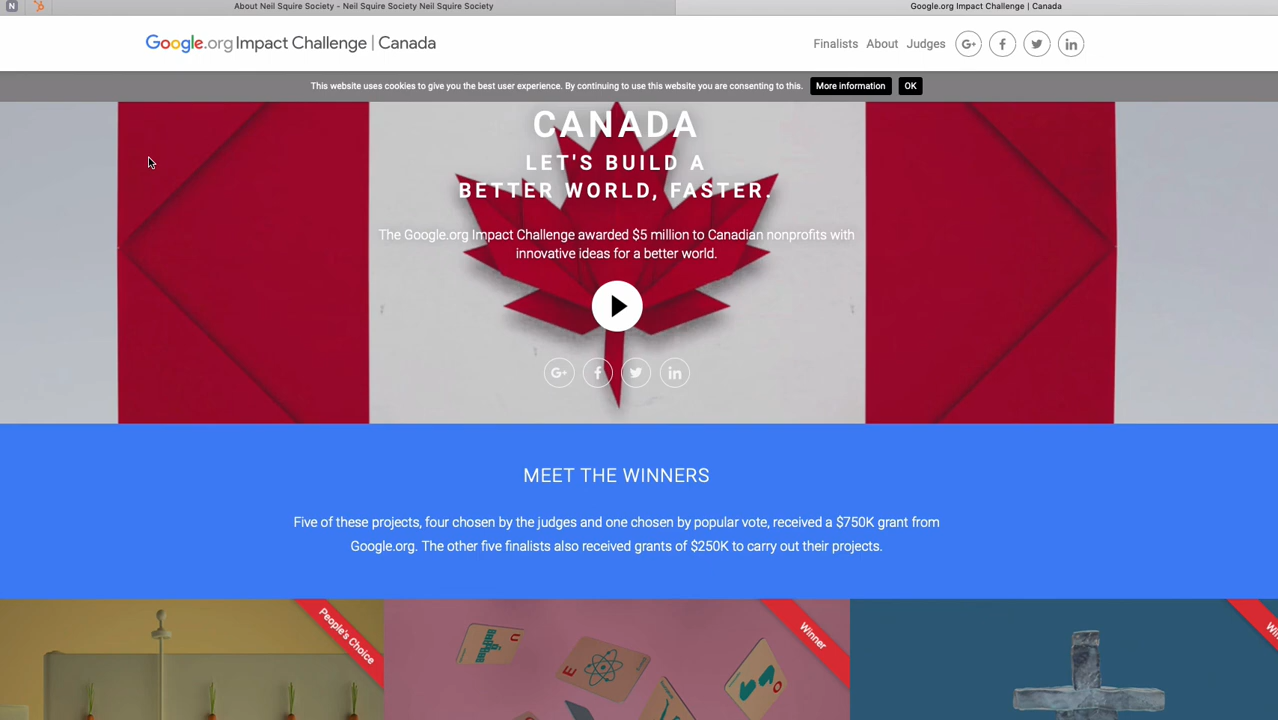 About Neil Squire Society - Neil Squire Society Neil Squire Society
Google.org Impact Challenge | Canada
Google.org Impact Challenge | Canada
Finalists About Judges G+ f in
This website uses cookies to give you the best user experience. By continuing to use this website you are consenting to this. More information OK
CANADA
LET'S BUILD A
BETTER WORLD, FASTER.
The Google.org Impact Challenge awarded $5 million to Canadian nonprofits with
innovative ideas for a better world.
G+ f in
MEET THE WINNERS
Five of these projects, four chosen by the judges and one chosen by popular vote, received a $750K grant from
Google.org. The other five finalists also received grants of $250K to carry out their projects.
People's Choice
Winner